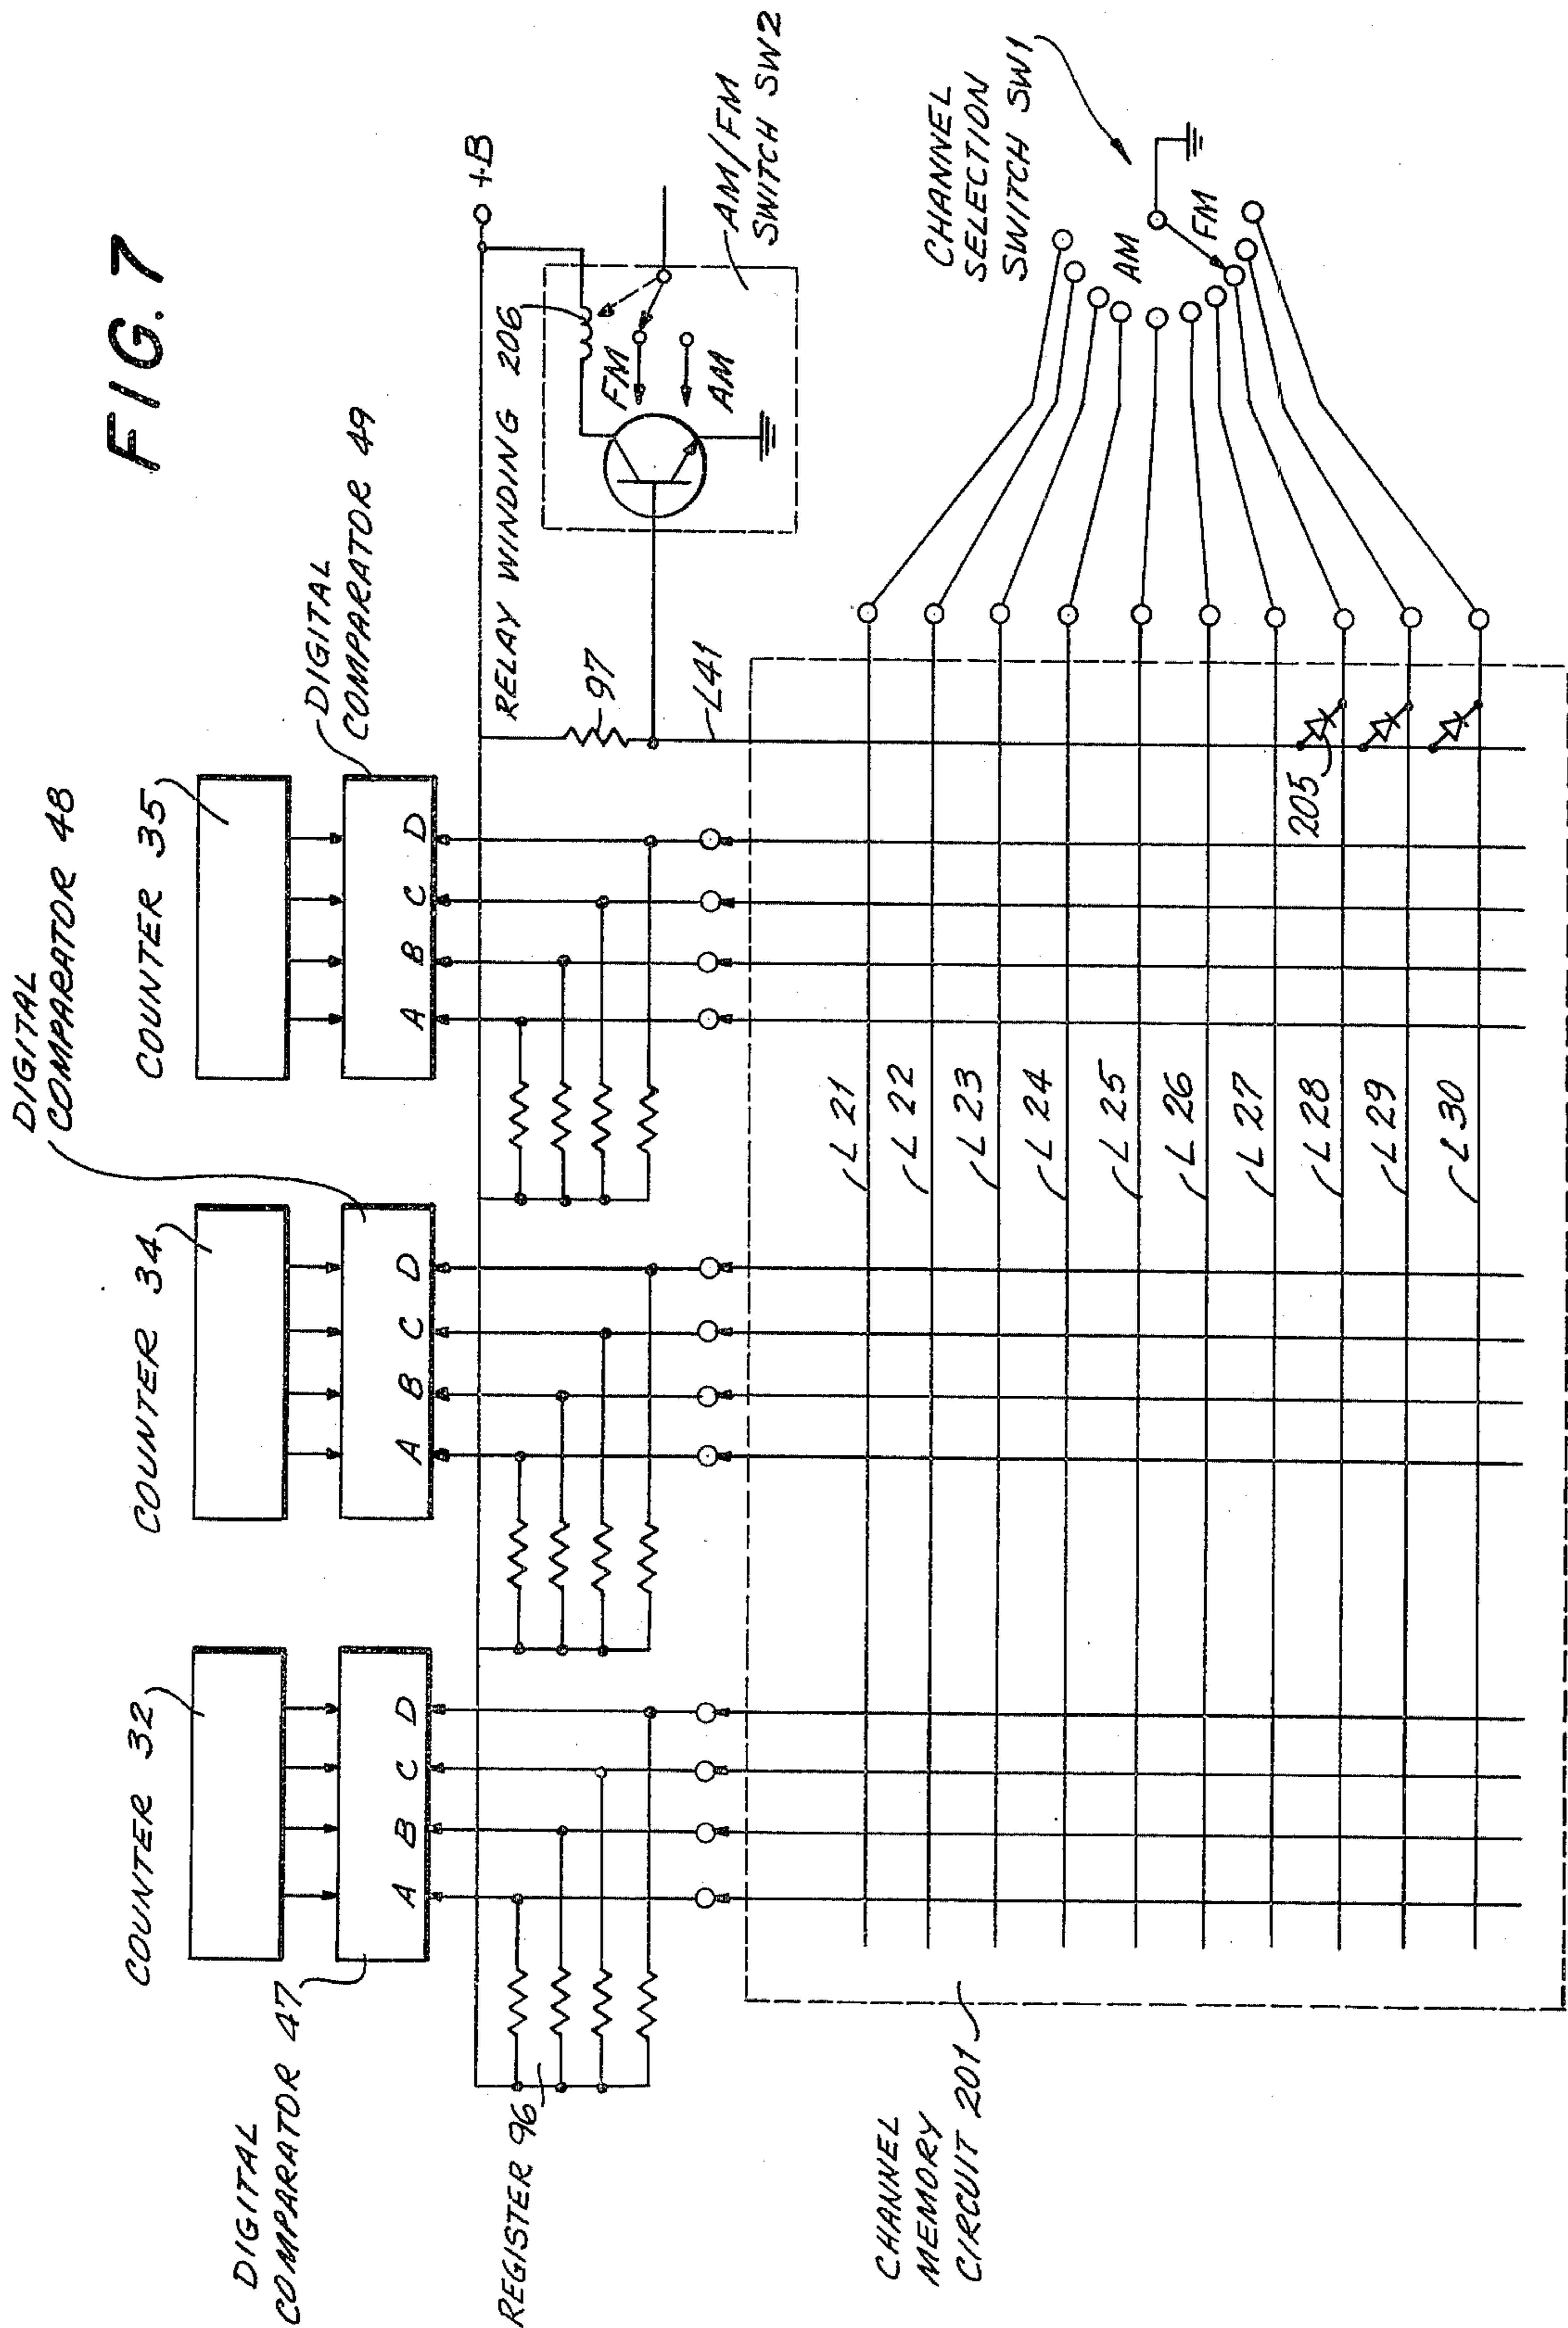 FIG. 7
DIGITAL
COMPARATOR 48
COUNTER 32
COUNTER 34
COUNTER 35
DIGITAL
COMPARATOR 49
DIGITAL
COMPARATOR 47
A B C D
A B C D
A B C D
+B
REGISTER 96
RELAY WINDING 206
97
FM
AM
AM/FM
SWITCH SW2
L41
CHANNEL
MEMORY
CIRCUIT 201
L21
L22
L23
L24
L25
L26
L27
L28
L29
L30
205
CHANNEL
SELECTION
SWITCH SW1
AM
FM